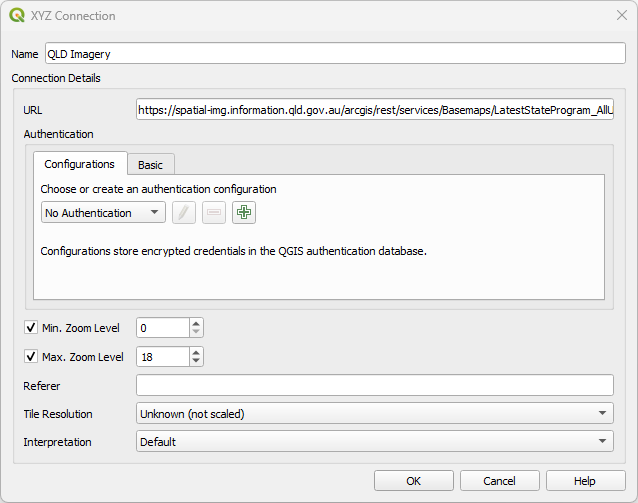 XYZ Connection
Name QLD Imagery
Connection Details
URL https://spatial-img.information.qld.gov.au/arcgis/rest/services/Basemaps/LatestStateProgram_AllU
Authentication
Configurations Basic
Choose or create an authentication configuration
No Authentication
Configurations store encrypted credentials in the QGIS authentication database.
Min. Zoom Level 0
Max. Zoom Level 18
Referer
Tile Resolution Unknown (not scaled)
Interpretation Default
OK Cancel Help